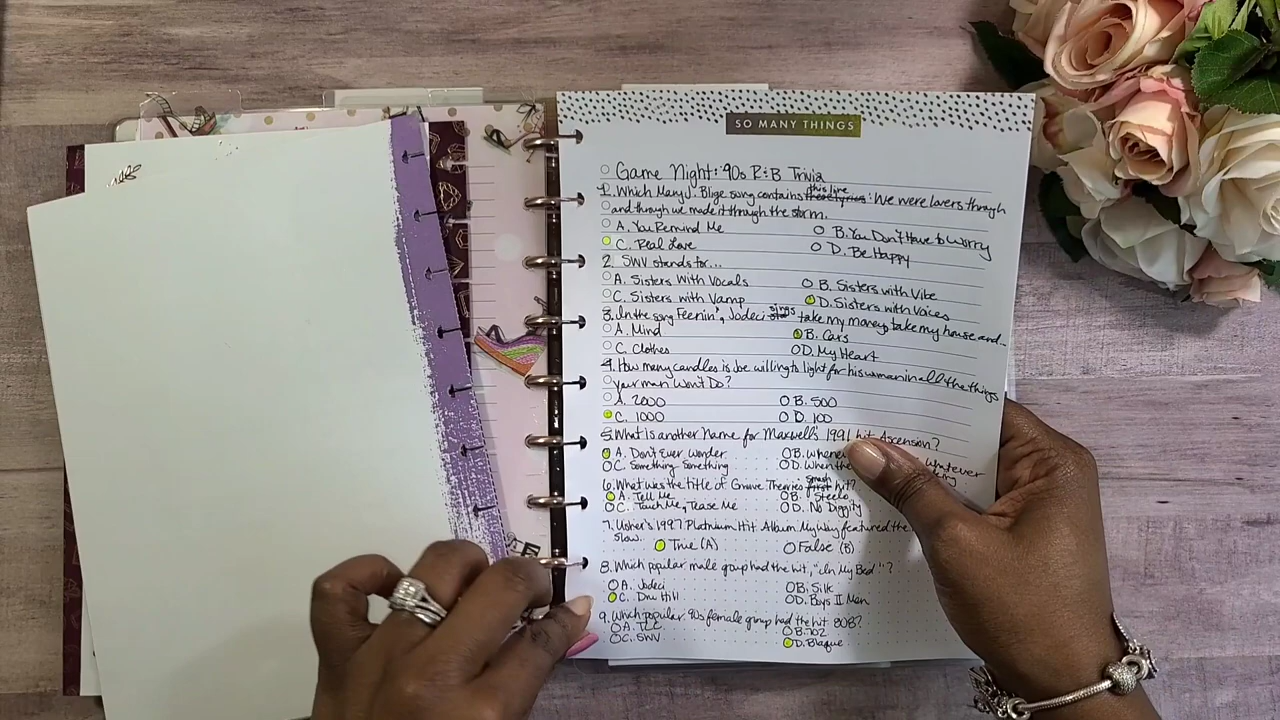 SO MANY THINGS
Game Night: '90s R&B Trivia
this line
1. Which Mary J. Blige song contains these lyrics: We were lovers through
and through we made it through the storm.
A. You Remind Me B. You Don't Have to Worry
C. Real Love D. Be Happy
2. SWV stands for...
A. Sisters With Vocals B. Sisters with Vibe
C. Sisters with Vamp D. Sisters with Voices
sings
3. In the song Feenin', Jodeci take my money, take my house and...
A. Mind B. Cars
C. Clothes D. My Heart
4. How many candles is Joe willing to light for his woman in all the things
your man Won't Do?
A. 2000 B. 500
C. 1000 D. 100
5. What is another Name for Maxwell's 1991 hit Ascension?
A. Don't Ever Wonder B. Whene whatever
C. Something Something D. When the
smash
6. What was the title of Groove Theories first hit?
A. Tell Me B. Steelo
C. Touch Me, Tease Me D. No Diggity
7. Usher's 1997 Platinum Hit Album My Way featured the
slow.
True (A) False (B)
8. Which popular male group had the hit, "In My Bed"?
A. Jodeci B. Silk
C. Dru Hill D. Boys II Men
9. Which popular 90s female group had the hit 808?
A. TLC B. 702
C. SWV D. Blaque